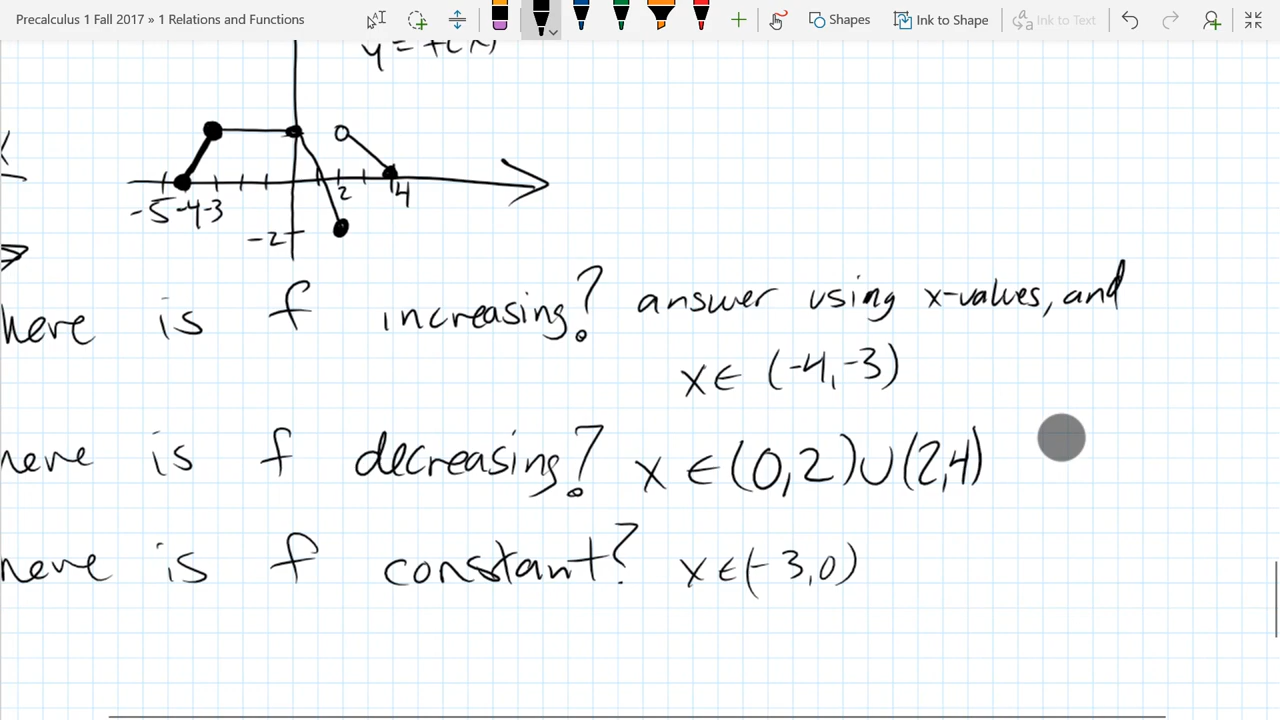 Precalculus 1 Fall 2017 » 1 Relations and Functions
Shapes
Ink to Shape
Ink to Text
y = f(x)
-5 -4 -3
2
4
-2
here is f increasing? answer using x-values, and
x ∈ (-4, -3)
here is f decreasing? x ∈ (0, 2) ∪ (2, 4)
here is f constant? x ∈ (-3, 0)